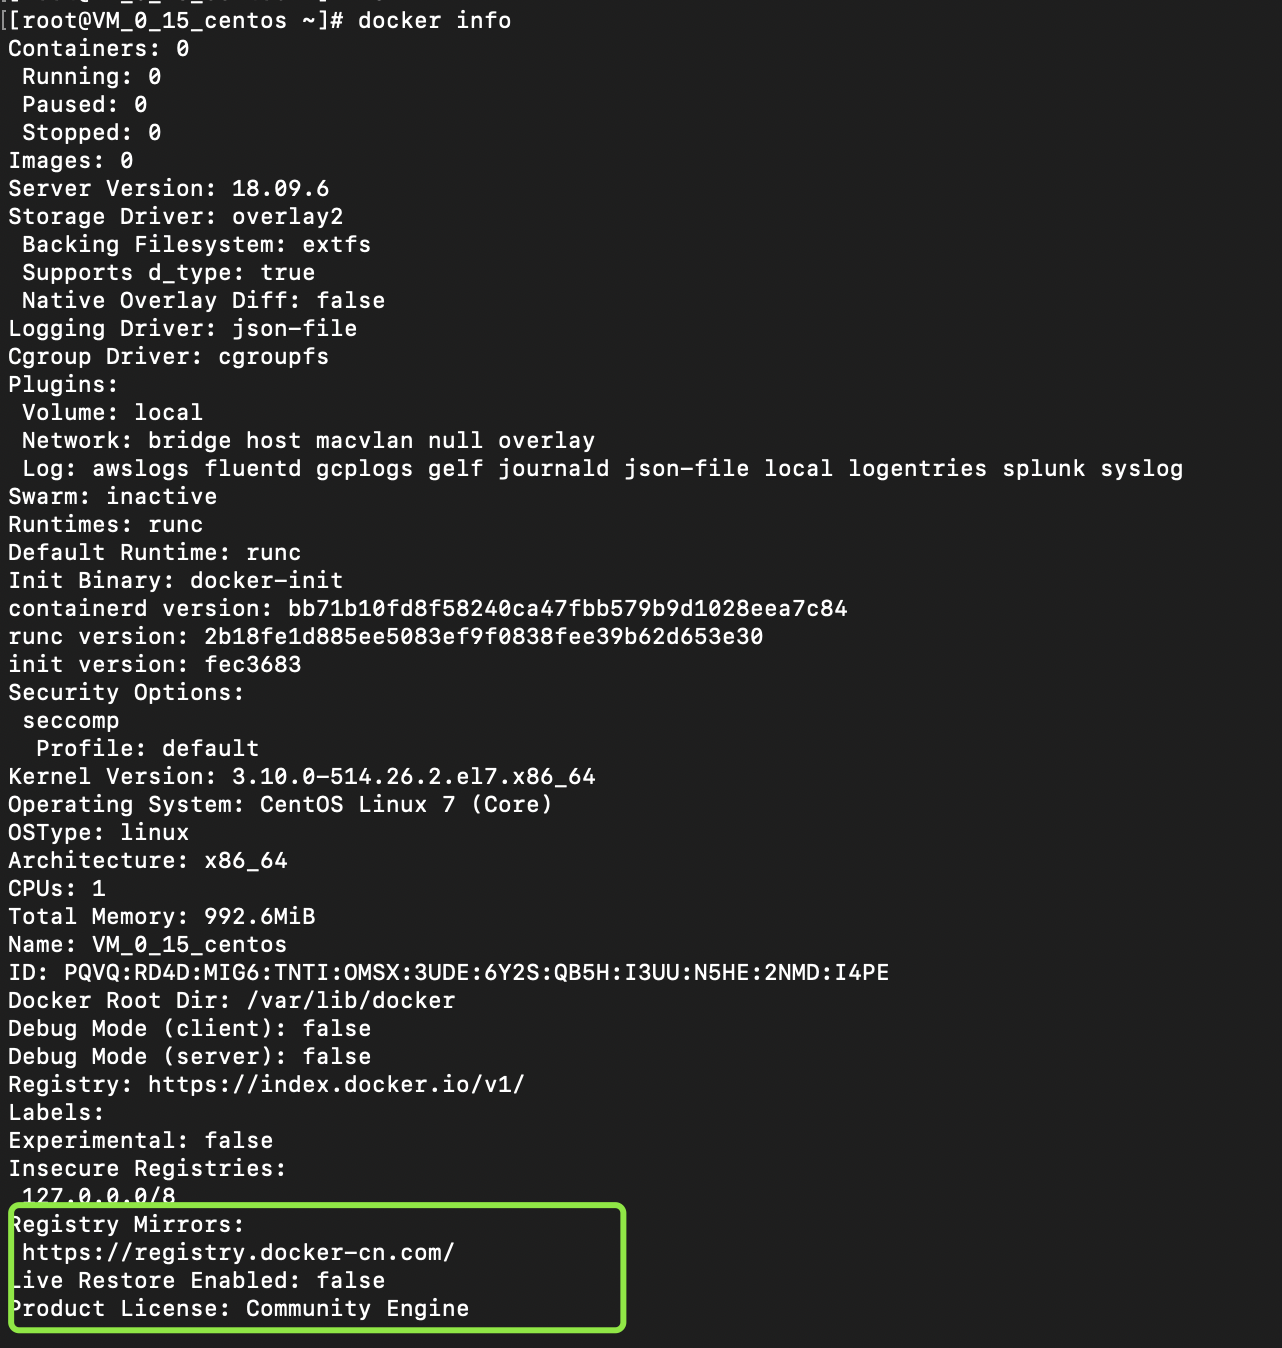 [[root@VM_0_15_centos ~]# docker info
Containers: 0
 Running: 0
 Paused: 0
 Stopped: 0
Images: 0
Server Version: 18.09.6
Storage Driver: overlay2
 Backing Filesystem: extfs
 Supports d_type: true
 Native Overlay Diff: false
Logging Driver: json-file
Cgroup Driver: cgroupfs
Plugins:
 Volume: local
 Network: bridge host macvlan null overlay
 Log: awslogs fluentd gcplogs gelf journald json-file local logentries splunk syslog
Swarm: inactive
Runtimes: runc
Default Runtime: runc
Init Binary: docker-init
containerd version: bb71b10fd8f58240ca47fbb579b9d1028eea7c84
runc version: 2b18fe1d885ee5083ef9f0838fee39b62d653e30
init version: fec3683
Security Options:
 seccomp
  Profile: default
Kernel Version: 3.10.0-514.26.2.el7.x86_64
Operating System: CentOS Linux 7 (Core)
OSType: linux
Architecture: x86_64
CPUs: 1
Total Memory: 992.6MiB
Name: VM_0_15_centos
ID: PQVQ:RD4D:MIG6:TNTI:OMSX:3UDE:6Y2S:QB5H:I3UU:N5HE:2NMD:I4PE
Docker Root Dir: /var/lib/docker
Debug Mode (client): false
Debug Mode (server): false
Registry: https://index.docker.io/v1/
Labels:
Experimental: false
Insecure Registries:
 127.0.0.0/8
Registry Mirrors:
 https://registry.docker-cn.com/
Live Restore Enabled: false
Product License: Community Engine